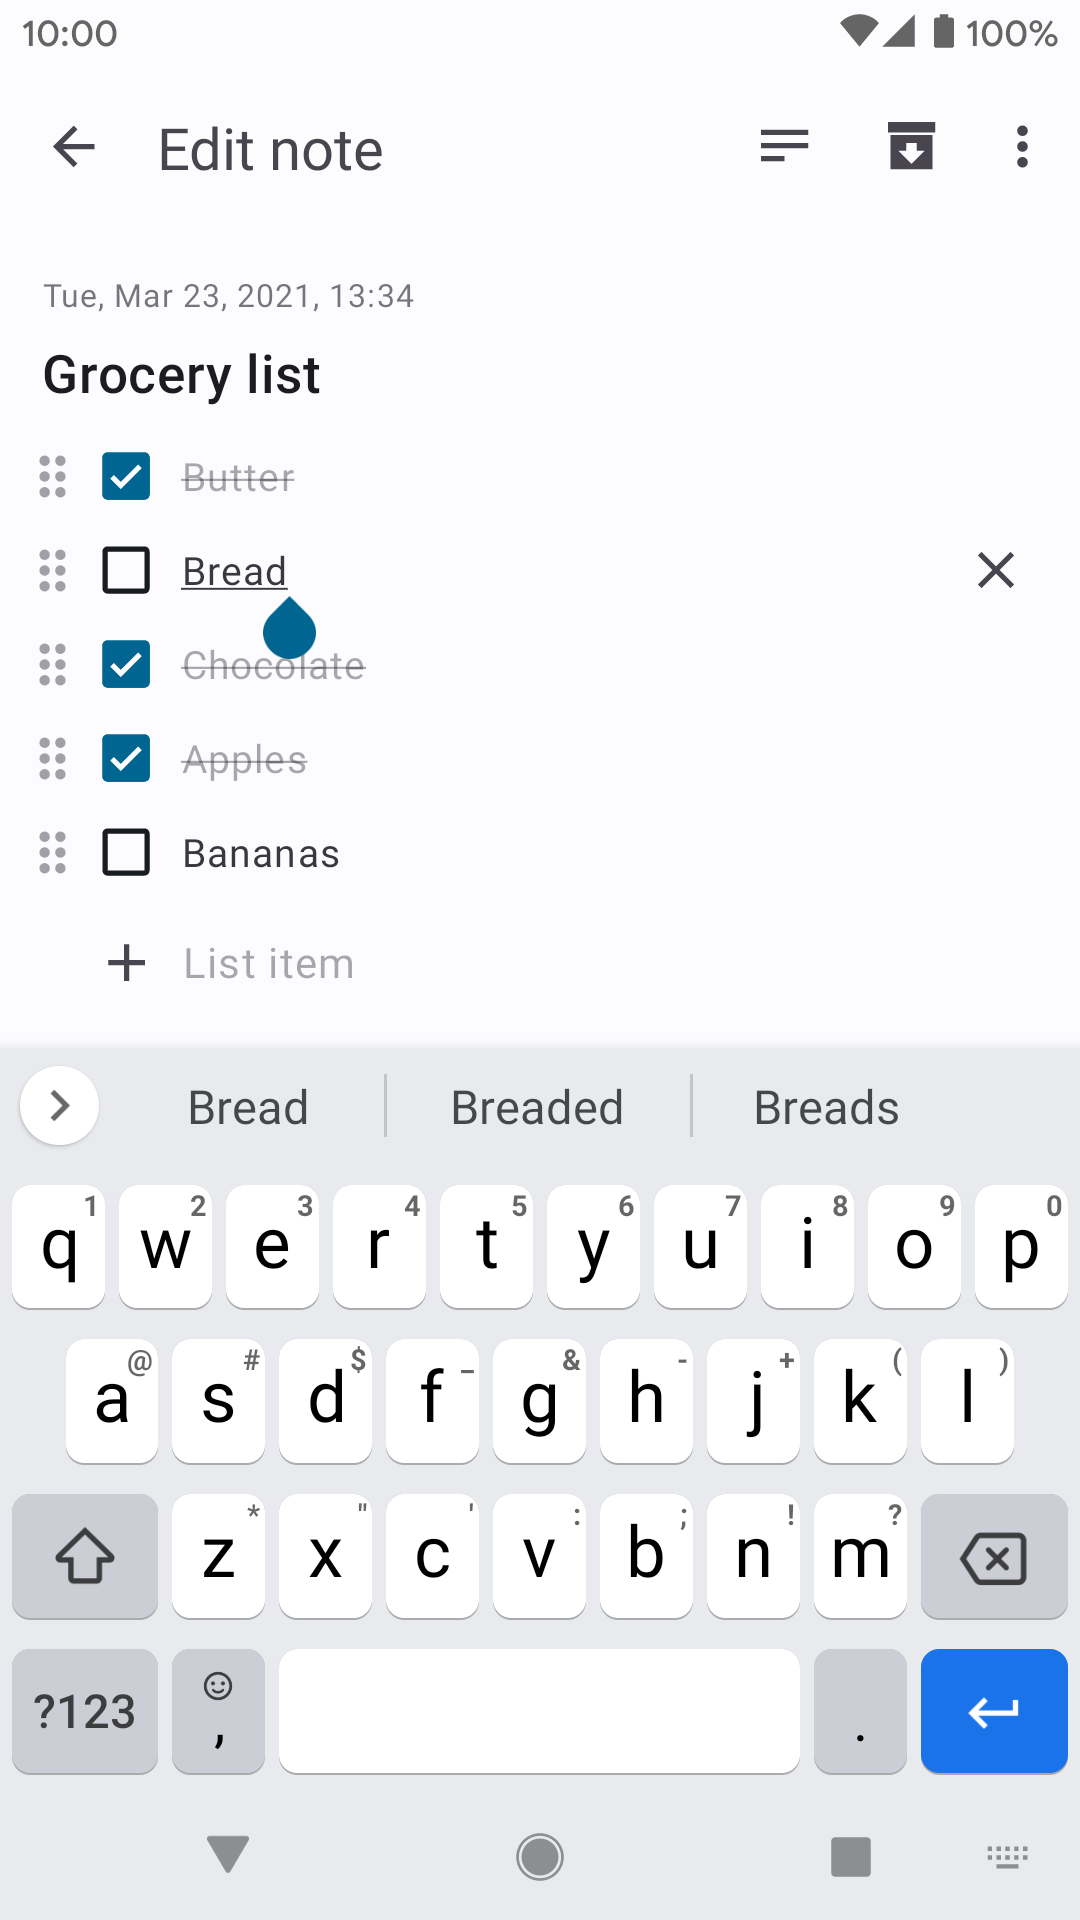 10:00 100%
Edit note
Tue, Mar 23, 2021, 13:34
Grocery list
Butter
Bread
Chocolate
Apples
Bananas
List item
Bread Breaded Breads
q 1 w 2 e 3 r 4 t 5 y 6 u 7 i 8 o 9 p 0
a @ s # d $ f _ g & h - j + k ( l )
z * x " c ' v : b ; n ! m ?
?123 , .